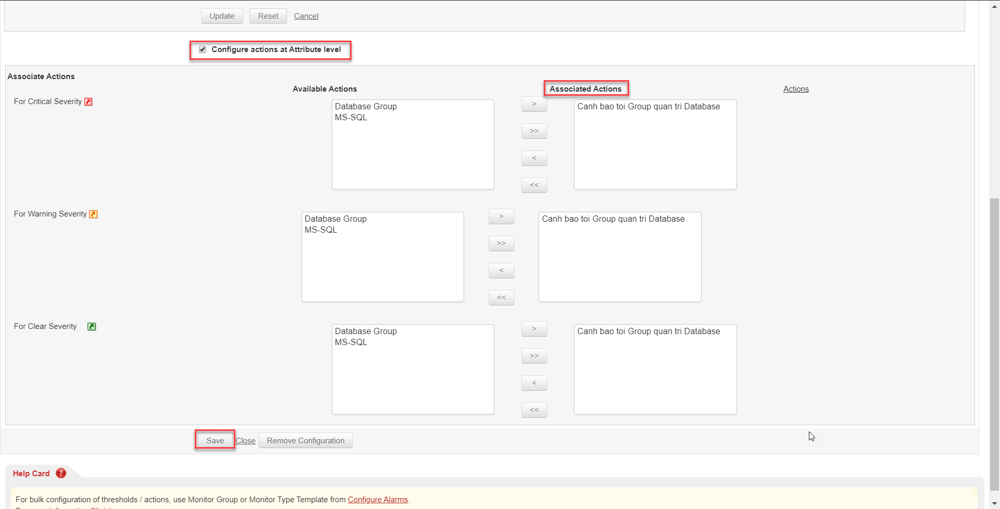 Update Reset Cancel
Configure actions at Attribute level
Associate Actions
Available Actions Associated Actions Actions
For Critical Severity
Database Group
MS-SQL
>
>>
<
<<
Canh bao toi Group quan tri Database
For Warning Severity
Database Group
MS-SQL
>
>>
<
<<
Canh bao toi Group quan tri Database
For Clear Severity
Database Group
MS-SQL
>
>>
<
<<
Canh bao toi Group quan tri Database
Save Close Remove Configuration
Help Card ?
For bulk configuration of thresholds / actions, use Monitor Group or Monitor Type Template from Configure Alarms.